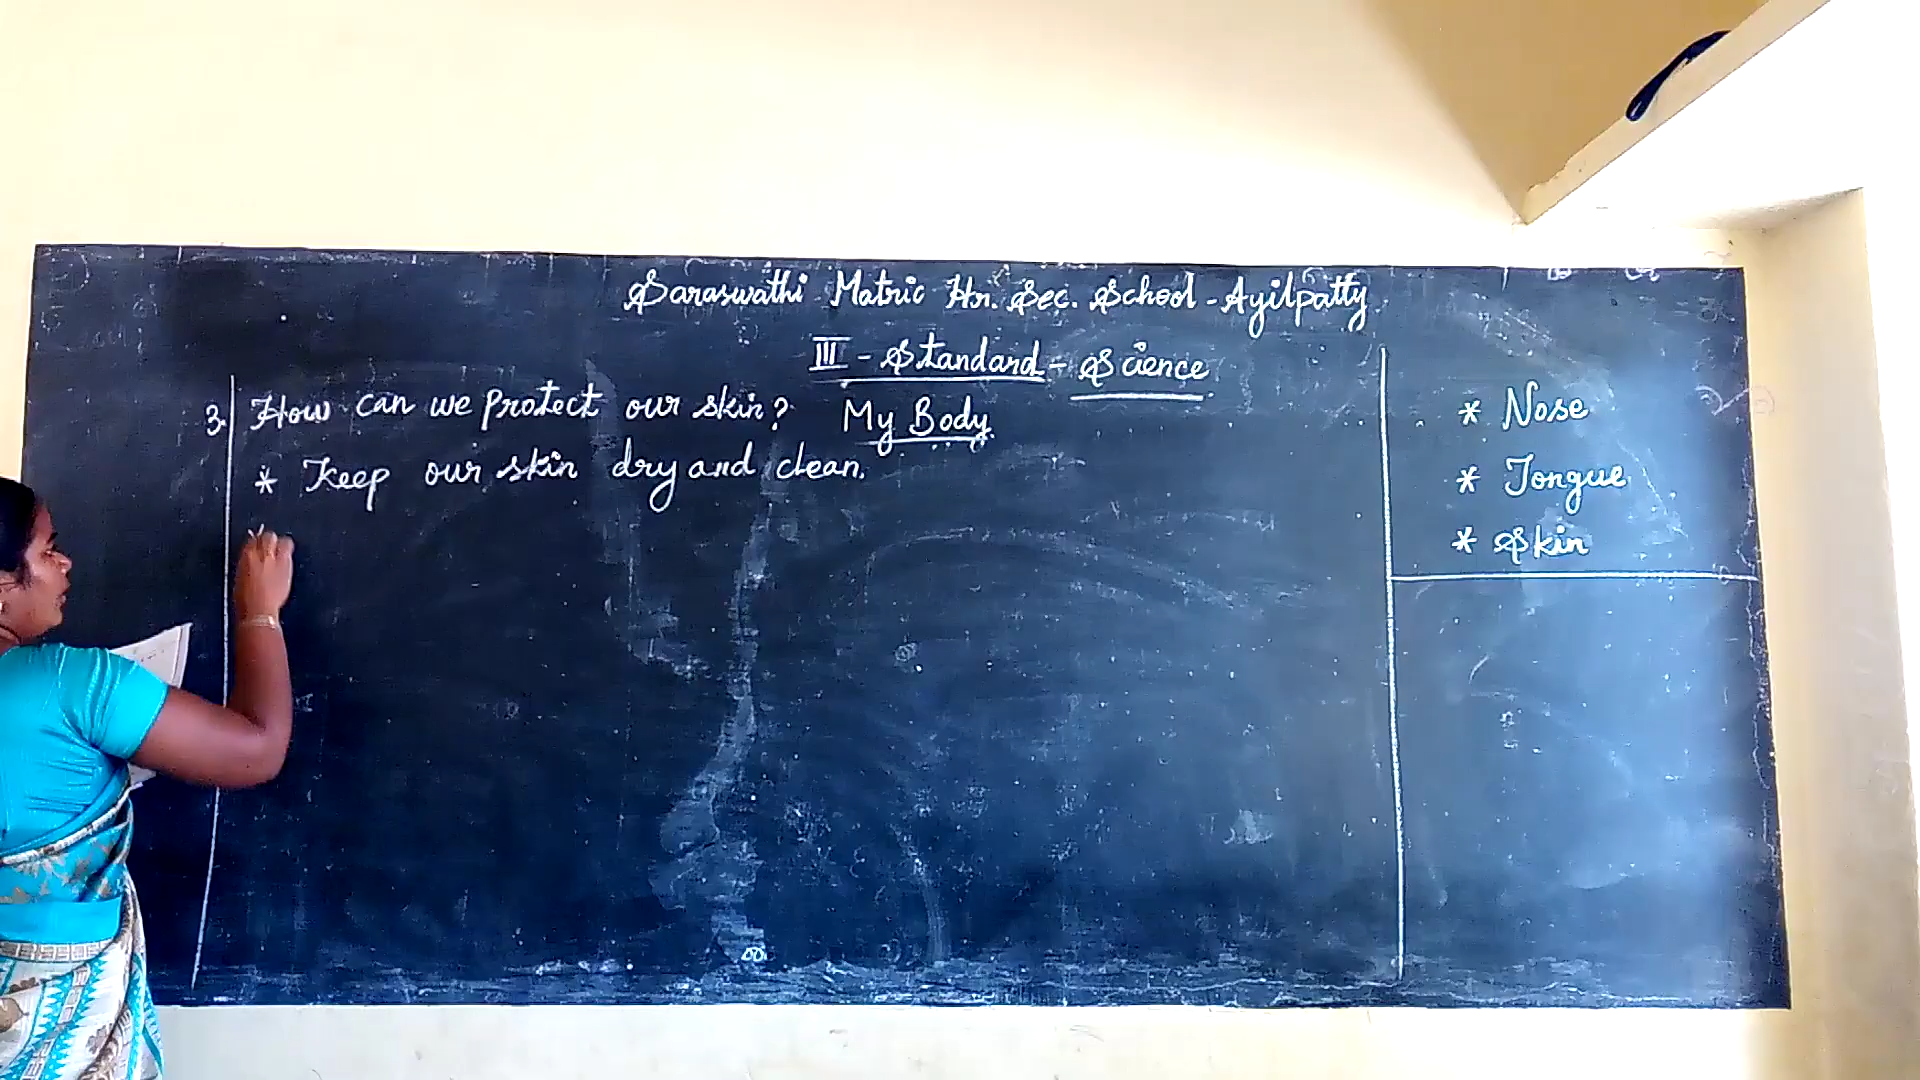 Saraswathi Matric Hr. Sec. School - Ayilpatty
III - Standard - Science
My Body
3. How can we protect our skin?
* Keep our skin dry and clean.
*
* Nose
* Tongue
* Skin